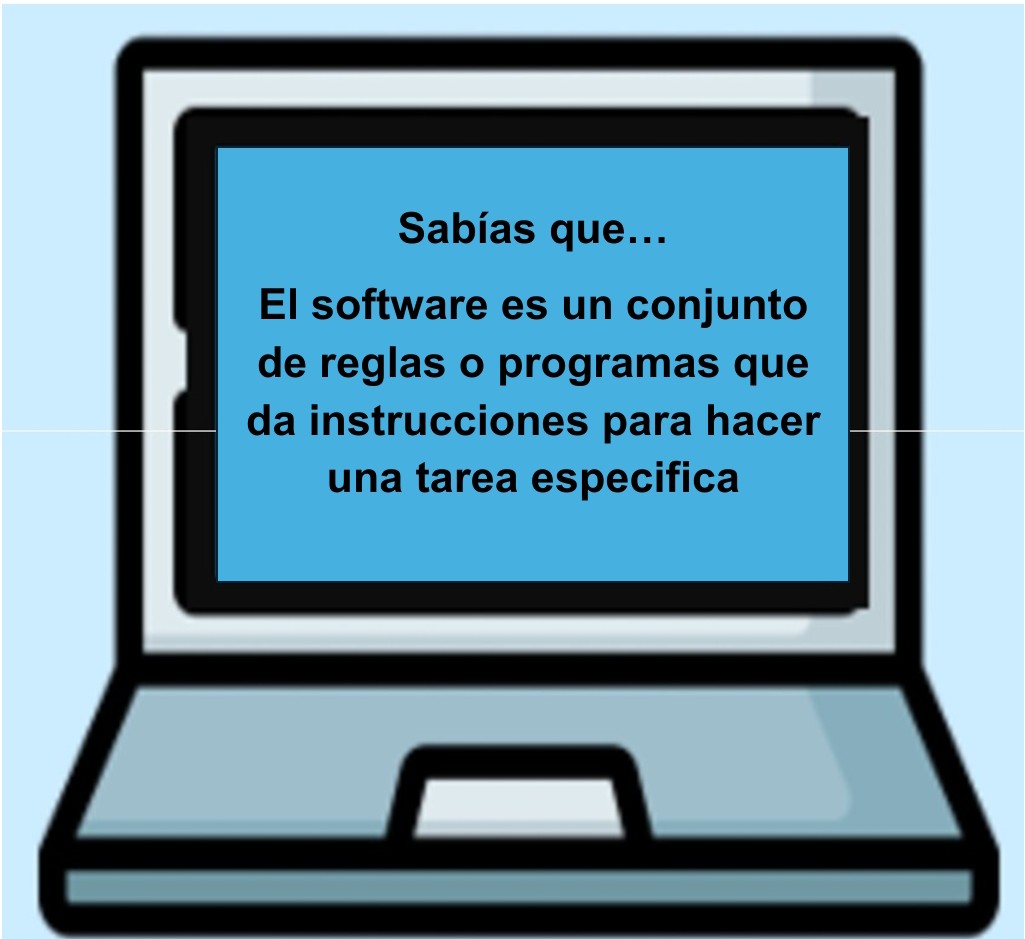 Sabías que…
El software es un conjunto
de reglas o programas que
da instrucciones para hacer
una tarea especifica